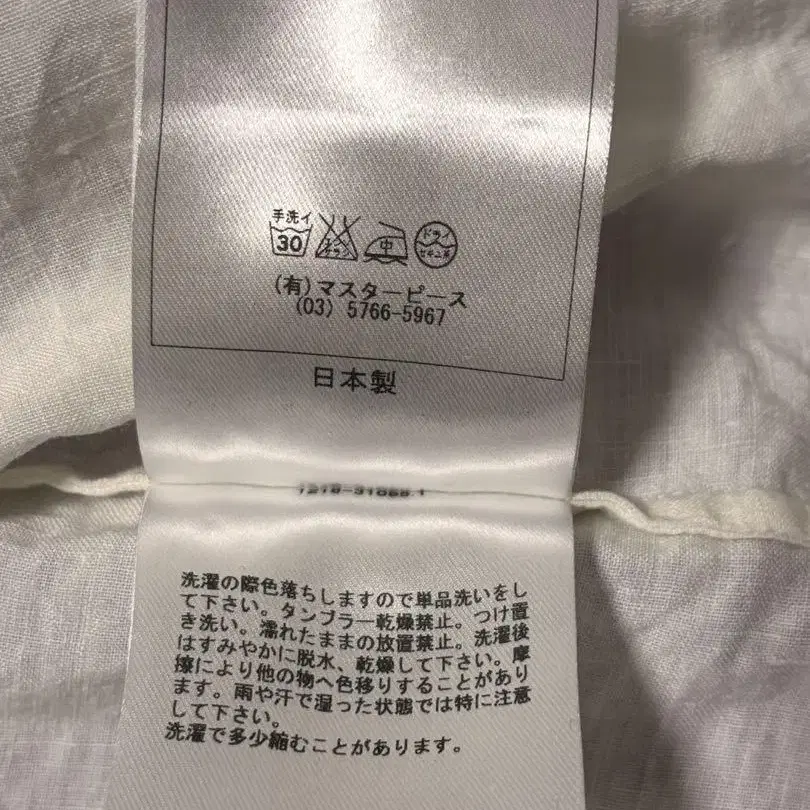 手洗イ
30
中
ドライ
(有)マスターピース
(03) 5766-5967
日本製
洗濯の際色落ちしますので単品洗いをし
て下さい。タンブラー乾燥禁止。つけ置
き洗い。濡れたままの放置禁止。洗濯後
はすみやかに脱水、乾燥して下さい。摩
擦により他の物へ色移りすることがあり
ます。雨や汗で湿った状態では特に注意
して下さい。
洗濯で多少縮むことがあります。